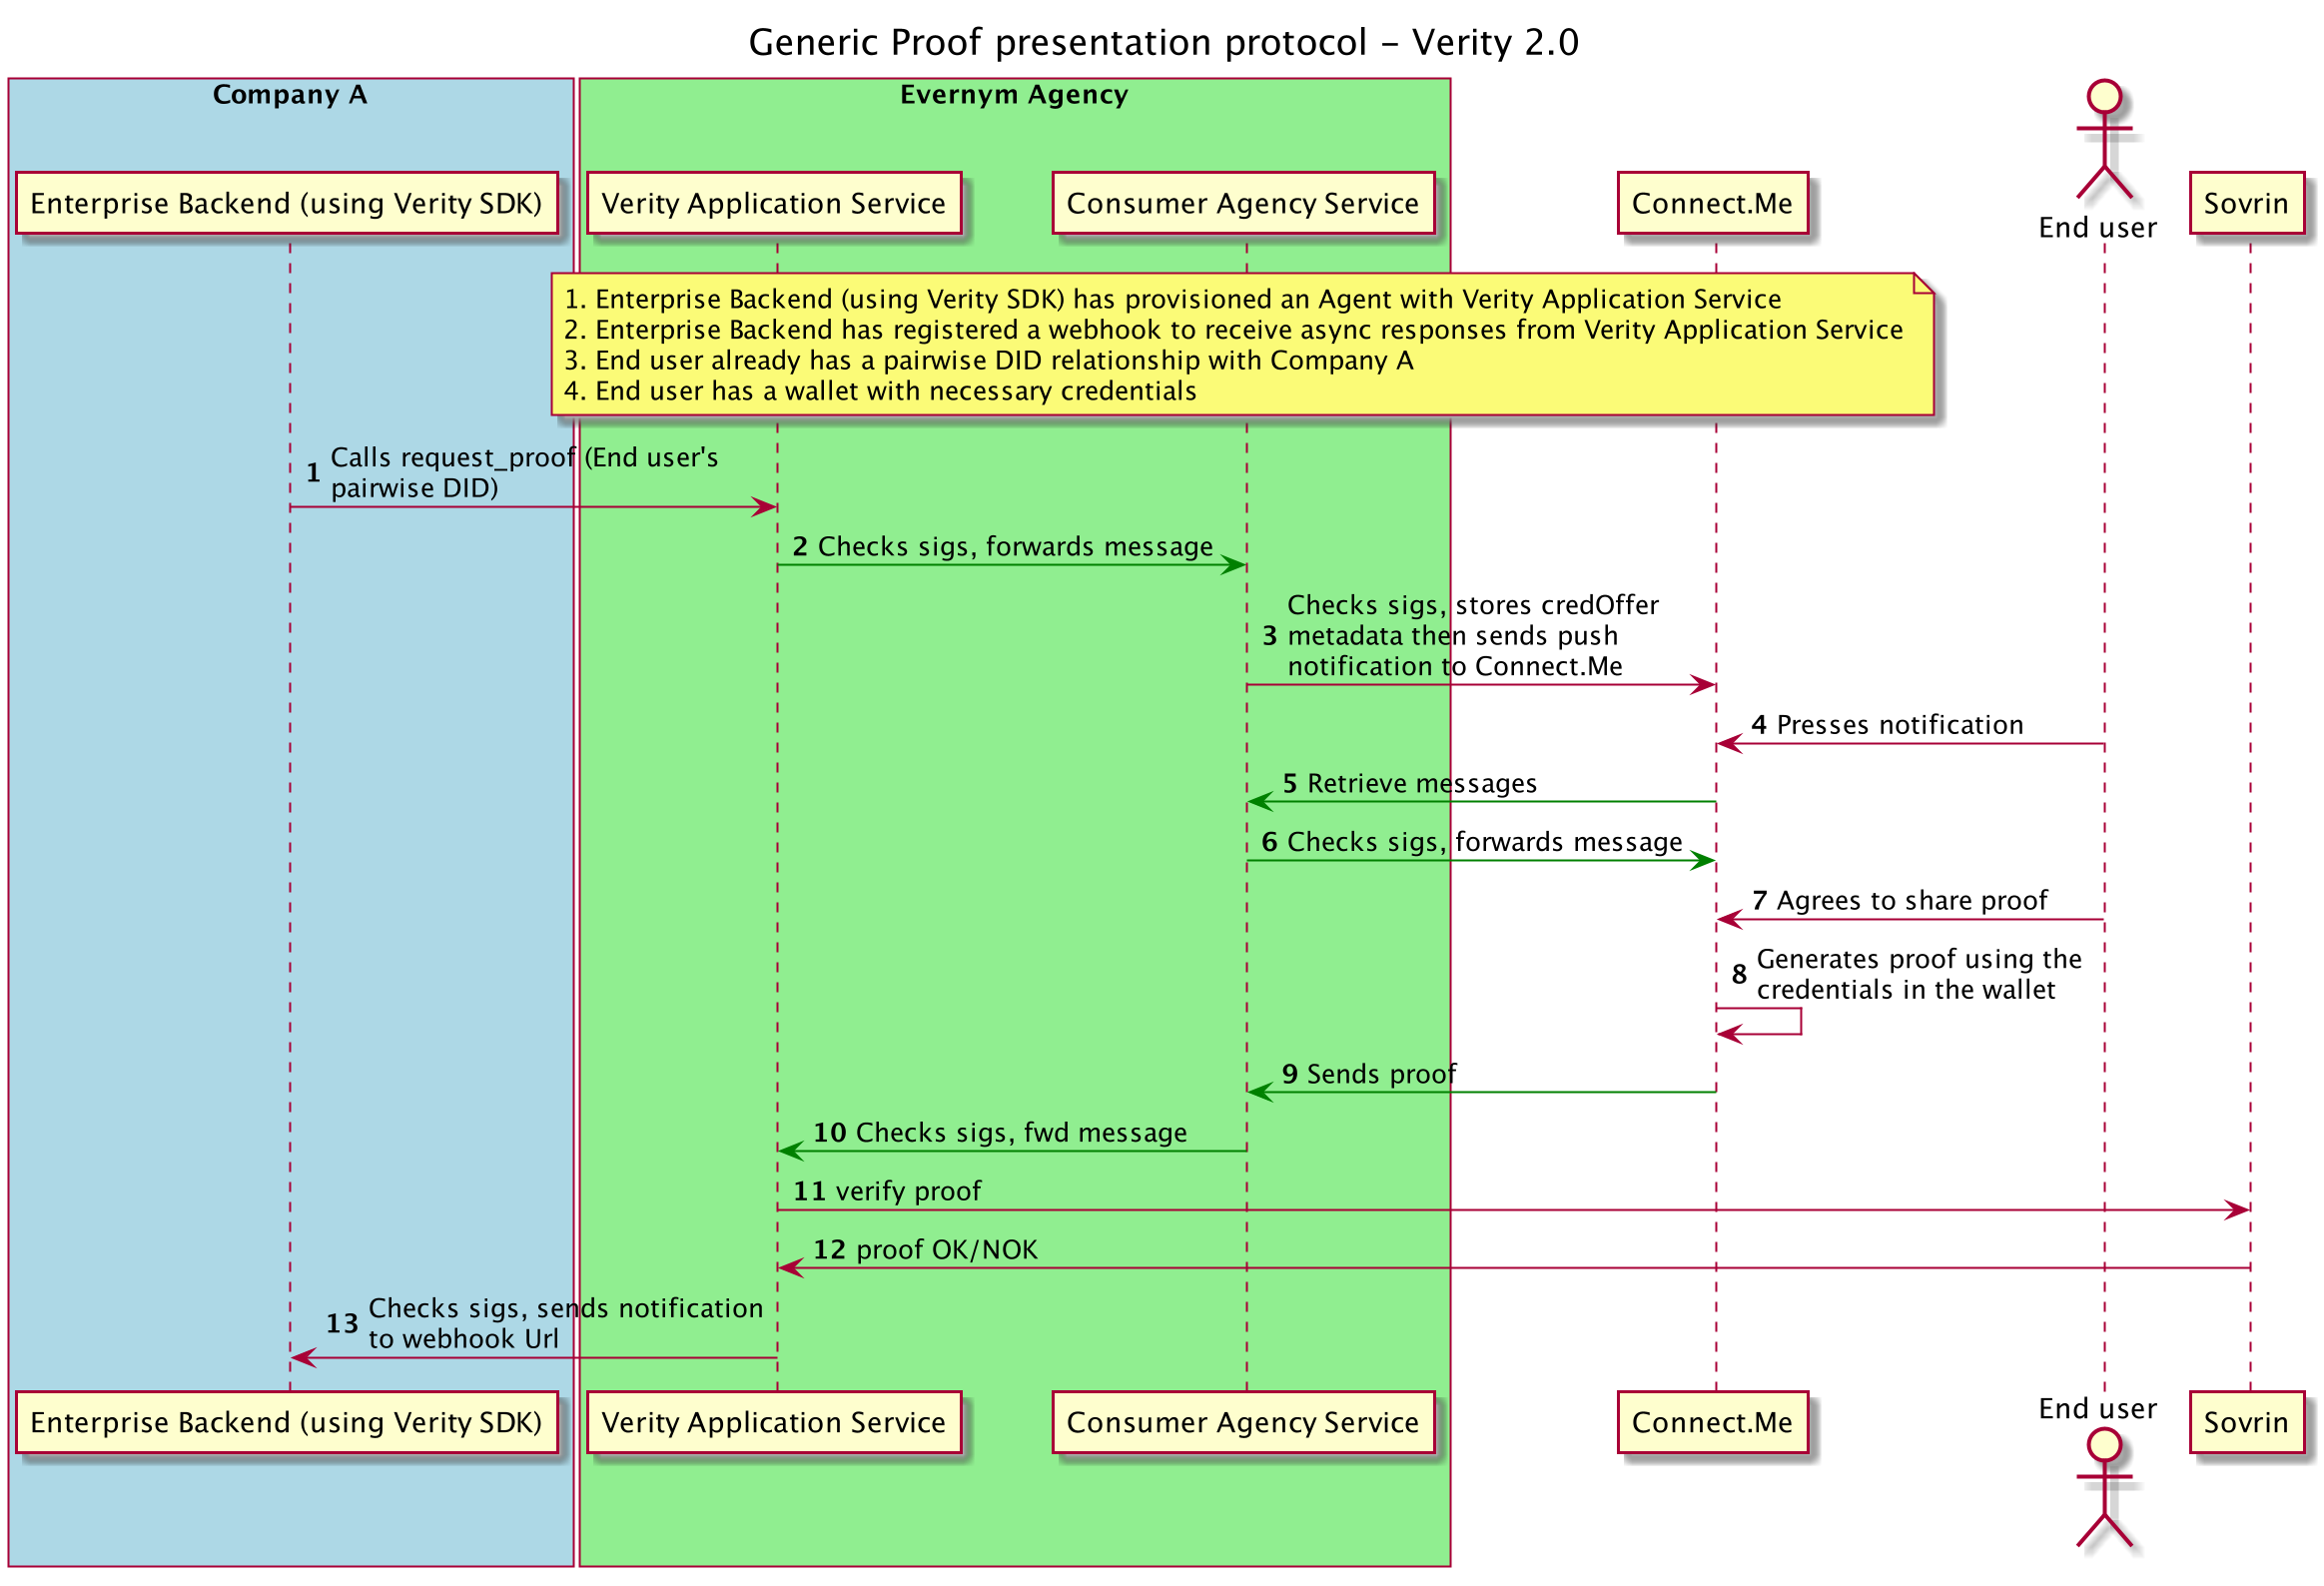 Generic Proof presentation protocol - Verity 2.0
Company A
Evernym Agency
Enterprise Backend (using Verity SDK)
Verity Application Service
Consumer Agency Service
Connect.Me
End user
Sovrin
1. Enterprise Backend (using Verity SDK) has provisioned an Agent with Verity Application Service
2. Enterprise Backend has registered a webhook to receive async responses from Verity Application Service
3. End user already has a pairwise DID relationship with Company A
4. End user has a wallet with necessary credentials
1 Calls request_proof (End user's
pairwise DID)
2 Checks sigs, forwards message
Checks sigs, stores credOffer
3 metadata then sends push
notification to Connect.Me
4 Presses notification
5 Retrieve messages
6 Checks sigs, forwards message
7 Agrees to share proof
8 Generates proof using the
credentials in the wallet
9 Sends proof
10 Checks sigs, fwd message
11 verify proof
12 proof OK/NOK
13 Checks sigs, sends notification
to webhook Url
Enterprise Backend (using Verity SDK)
Verity Application Service
Consumer Agency Service
Connect.Me
End user
Sovrin